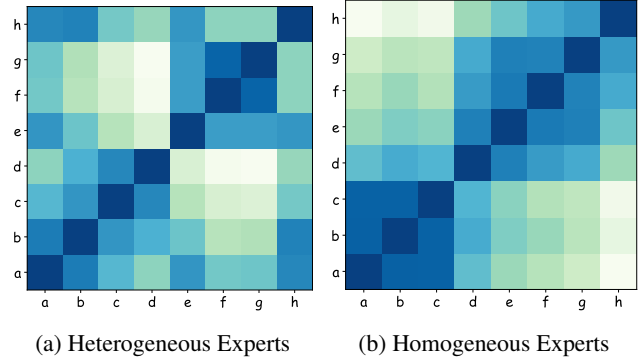 h
g
f
e
d
c
b
a
a b c d e f g h
(a) Heterogeneous Experts
h
g
f
e
d
c
b
a
a b c d e f g h
(b) Homogeneous Experts